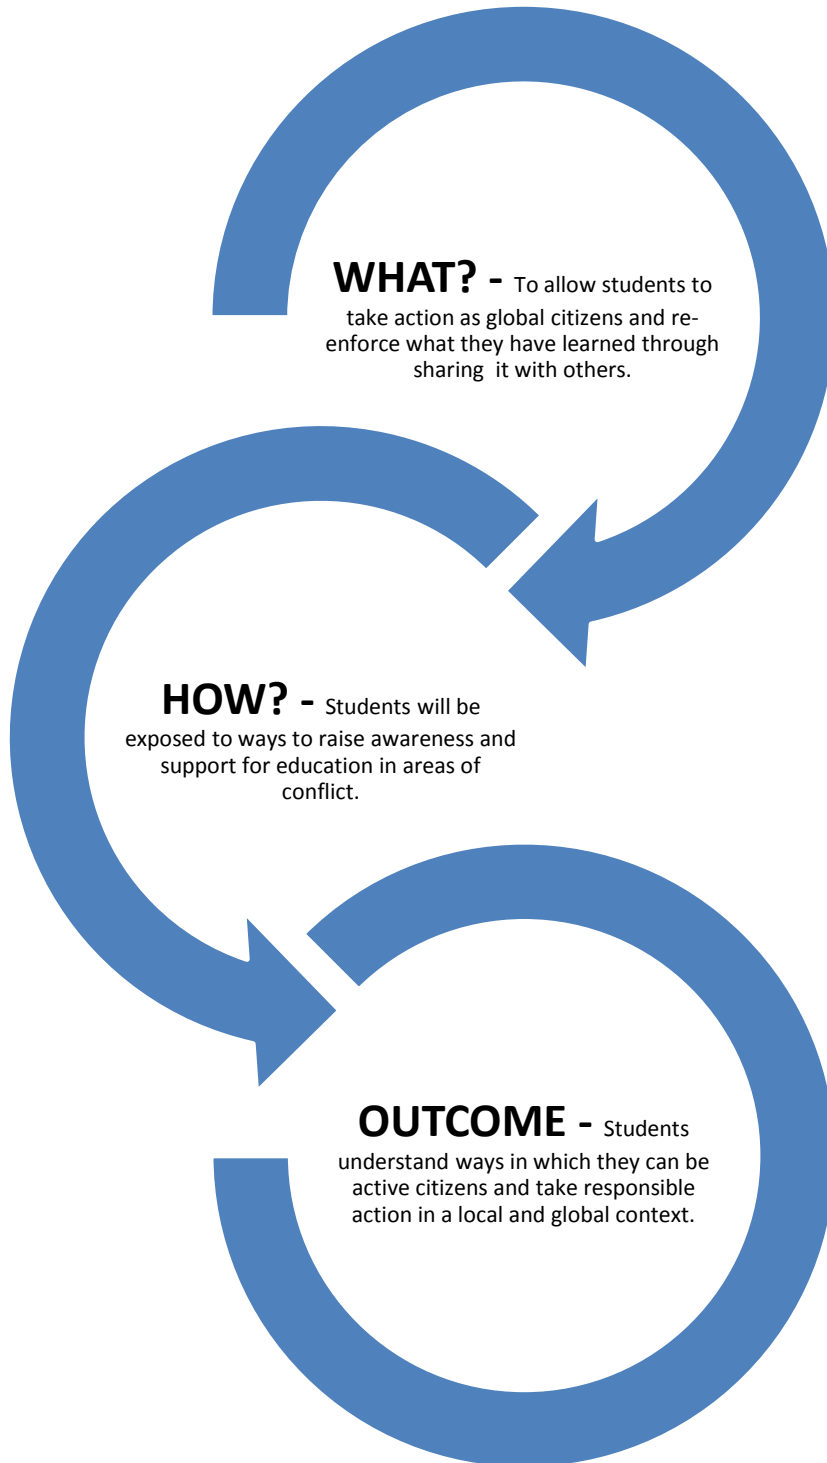 WHAT? - To allow students to
take action as global citizens and re-
enforce what they have learned through
sharing  it with others.
HOW? - Students will be
exposed to ways to raise awareness and
support for education in areas of
conflict.
OUTCOME - Students
understand ways in which they can be
active citizens and take responsible
action in a local and global context.